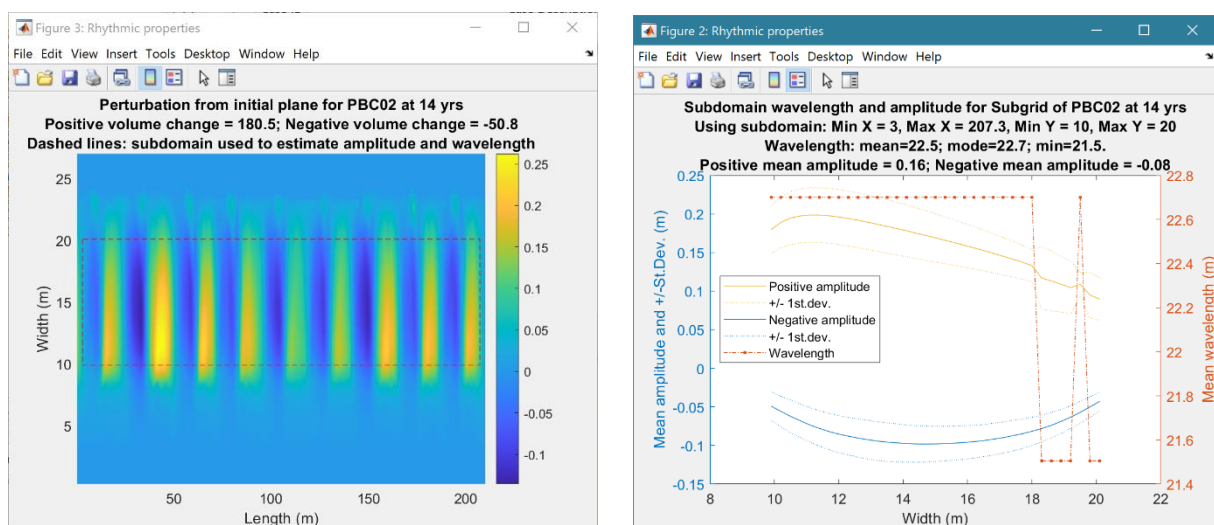 Figure 3: Rhythmic properties
File Edit View Insert Tools Desktop Window Help
Perturbation from initial plane for PBC02 at 14 yrs
Positive volume change = 180.5; Negative volume change = -50.8
Dashed lines: subdomain used to estimate amplitude and wavelength
25
20
15
10
5
Width (m)
50
100
150
200
Length (m)
0.25
0.2
0.15
0.1
0.05
0
-0.05
-0.1
Figure 2: Rhythmic properties
File Edit View Insert Tools Desktop Window Help
Subdomain wavelength and amplitude for Subgrid of PBC02 at 14 yrs
Using subdomain: Min X = 3, Max X = 207.3, Min Y = 10, Max Y = 20
Wavelength: mean=22.5; mode=22.7; min=21.5.
Positive mean amplitude = 0.16; Negative mean amplitude = -0.08
0.25
0.2
0.15
0.1
0.05
0
-0.05
-0.1
-0.15
Mean amplitude and +/-St.Dev. (m)
Positive amplitude
+/- 1st.dev.
Negative amplitude
+/- 1st.dev.
Wavelength
8
10
12
14
16
18
20
22
Width (m)
22.8
22.6
22.4
22.2
22
21.8
21.6
21.4
Mean wavelength (m)